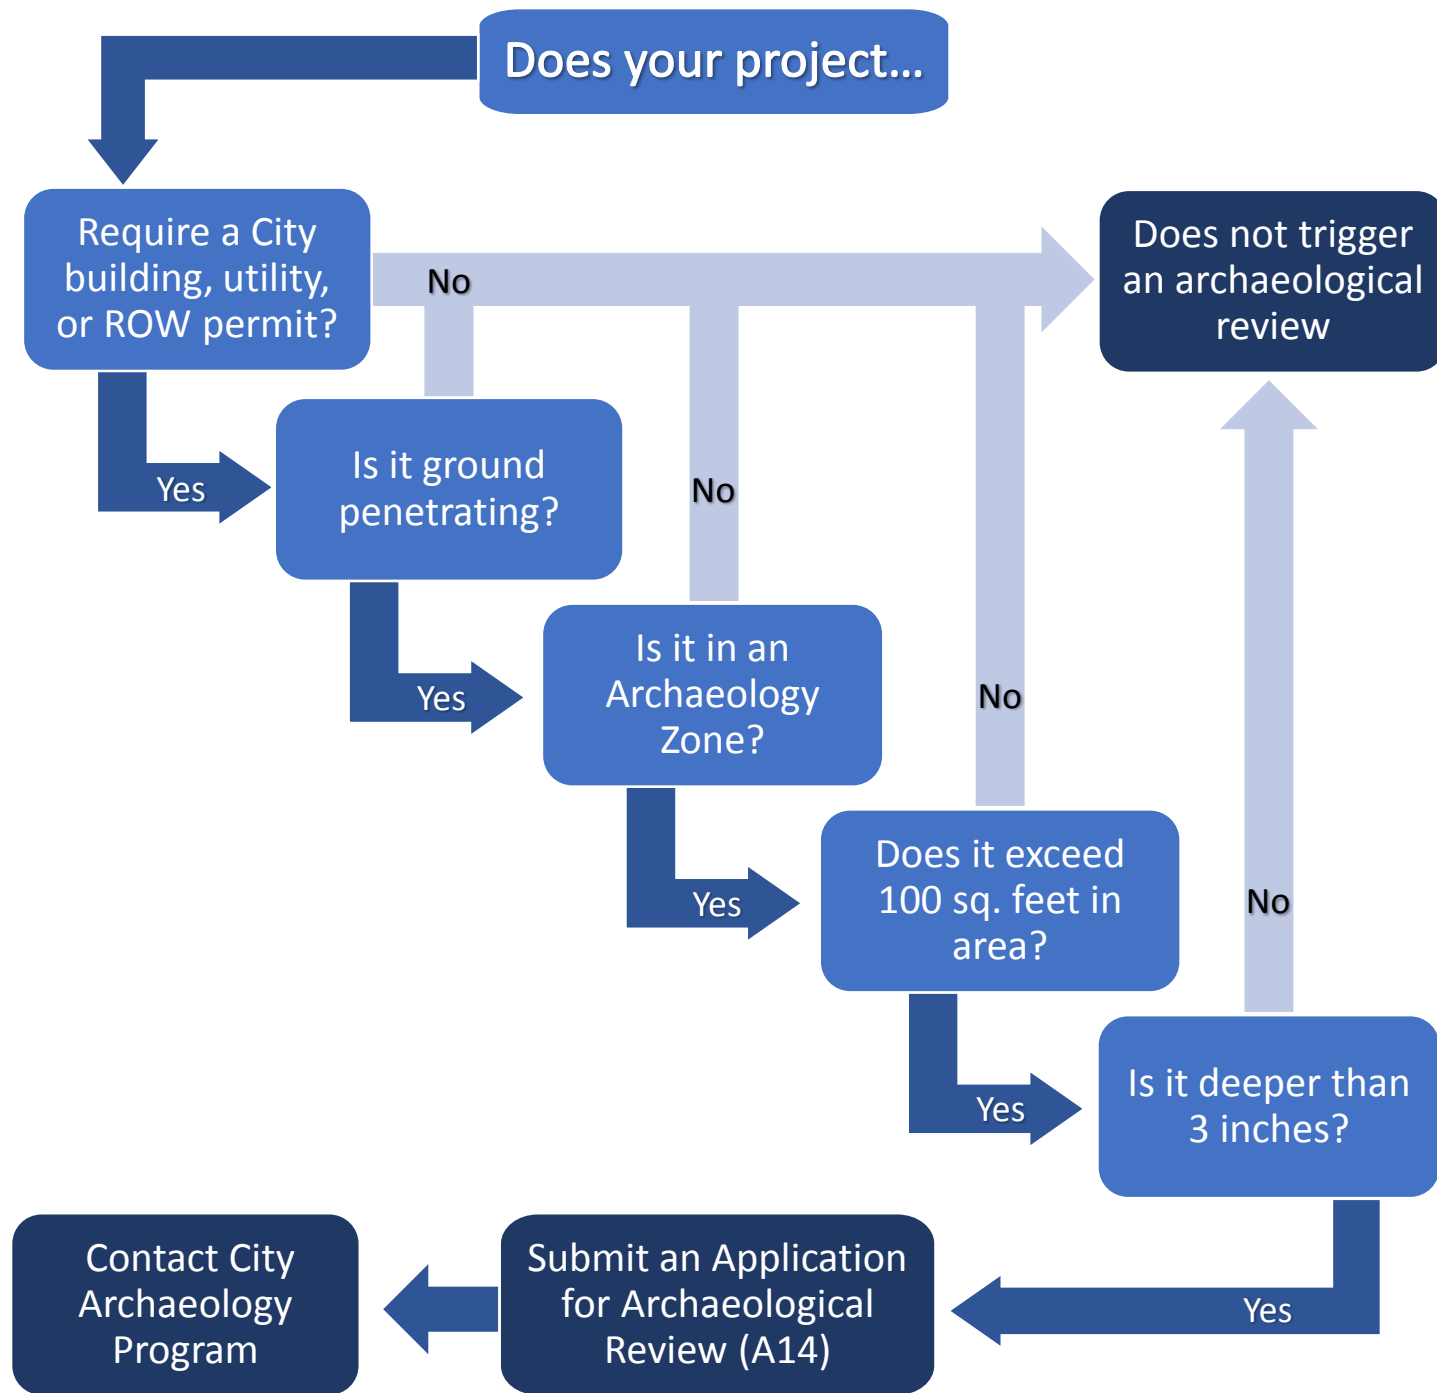 Does your project...
Require a City
building, utility,
or ROW permit?
No
Does not trigger
an archaeological
review
Yes
Is it ground
penetrating?
No
Yes
Is it in an
Archaeology
Zone?
No
Yes
Does it exceed
100 sq. feet in
area?
No
Yes
Is it deeper than
3 inches?
Yes
Submit an Application
for Archaeological
Review (A14)
Contact City
Archaeology
Program